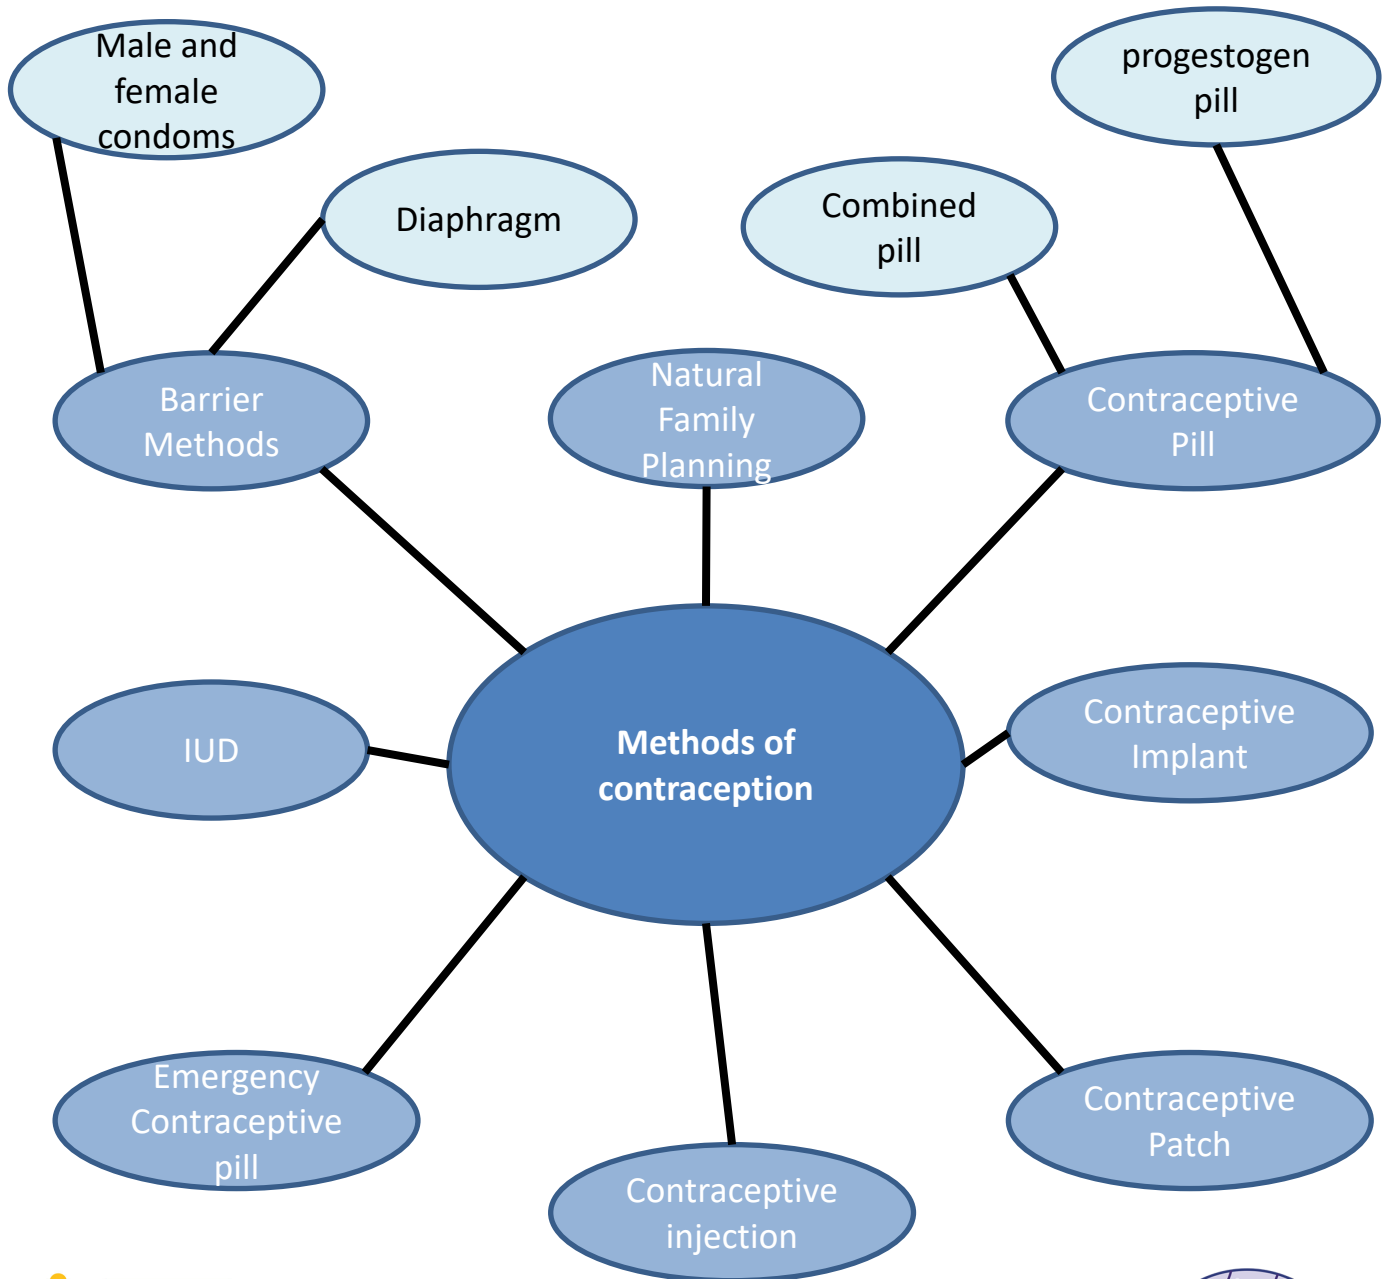 Male and
female
condoms
progestogen
pill
Diaphragm
Combined
pill
Barrier
Methods
Natural
Family
Planning
Contraceptive
Pill
IUD
Methods of
contraception
Contraceptive
Implant
Emergency
Contraceptive
pill
Contraceptive
injection
Contraceptive
Patch